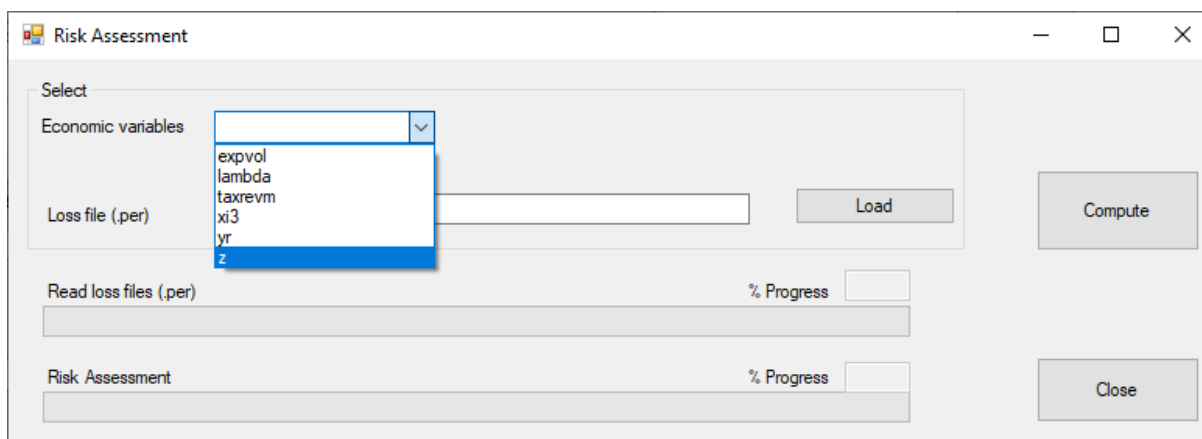 Risk Assessment
Select
Economic variables
expvol
lambda
taxrevm
xi3
yr
z
Loss file (.per)
Load
Compute
Read loss files (.per)
% Progress
Risk Assessment
% Progress
Close